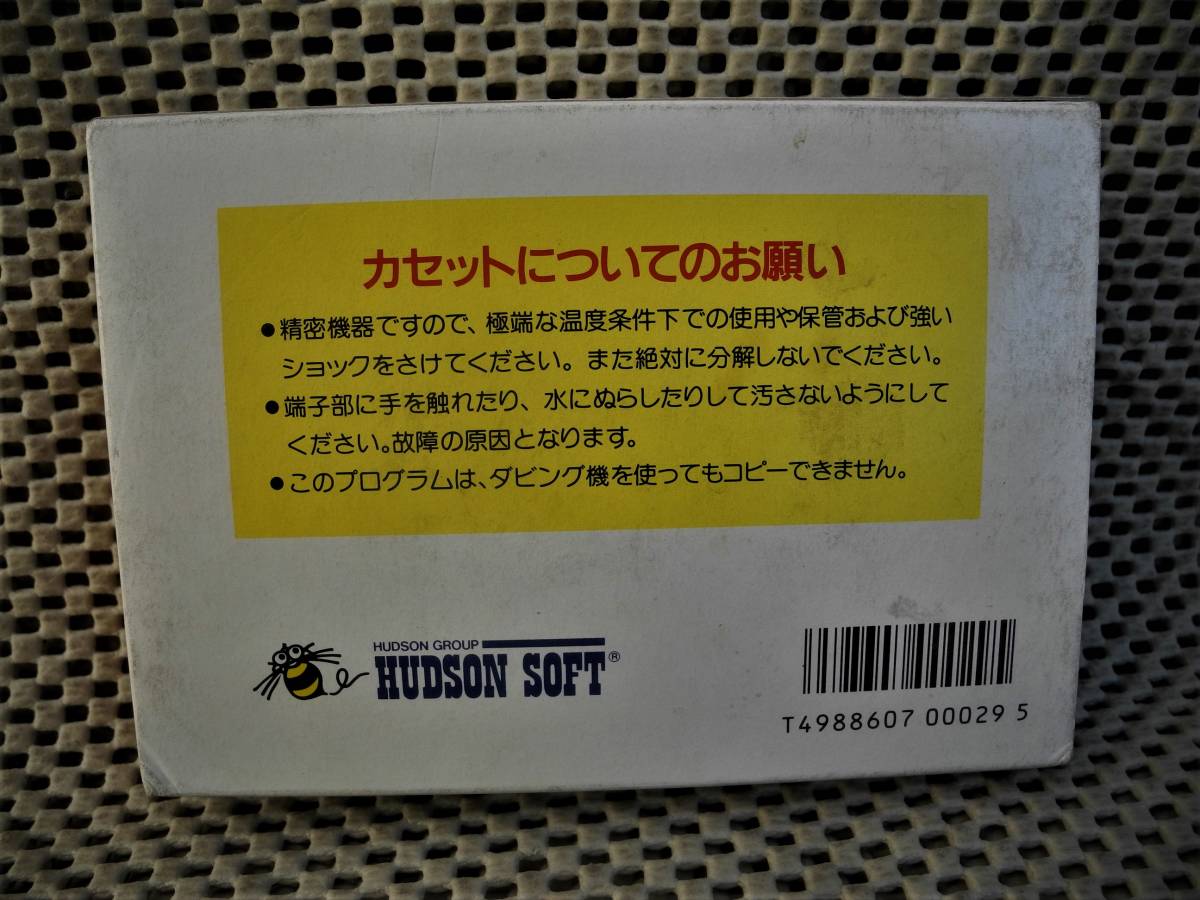 カセットについてのお願い
●精密機器ですので、極端な温度条件下での使用や保管および強い
ショックをさけてください。また絶対に分解しないでください。
●端子部に手を触れたり、水にぬらしたりして汚さないようにして
ください。故障の原因となります。
●このプログラムは、ダビング機を使ってもコピーできません。
HUDSON GROUP
HUDSON SOFT®
T4988607 00029 5